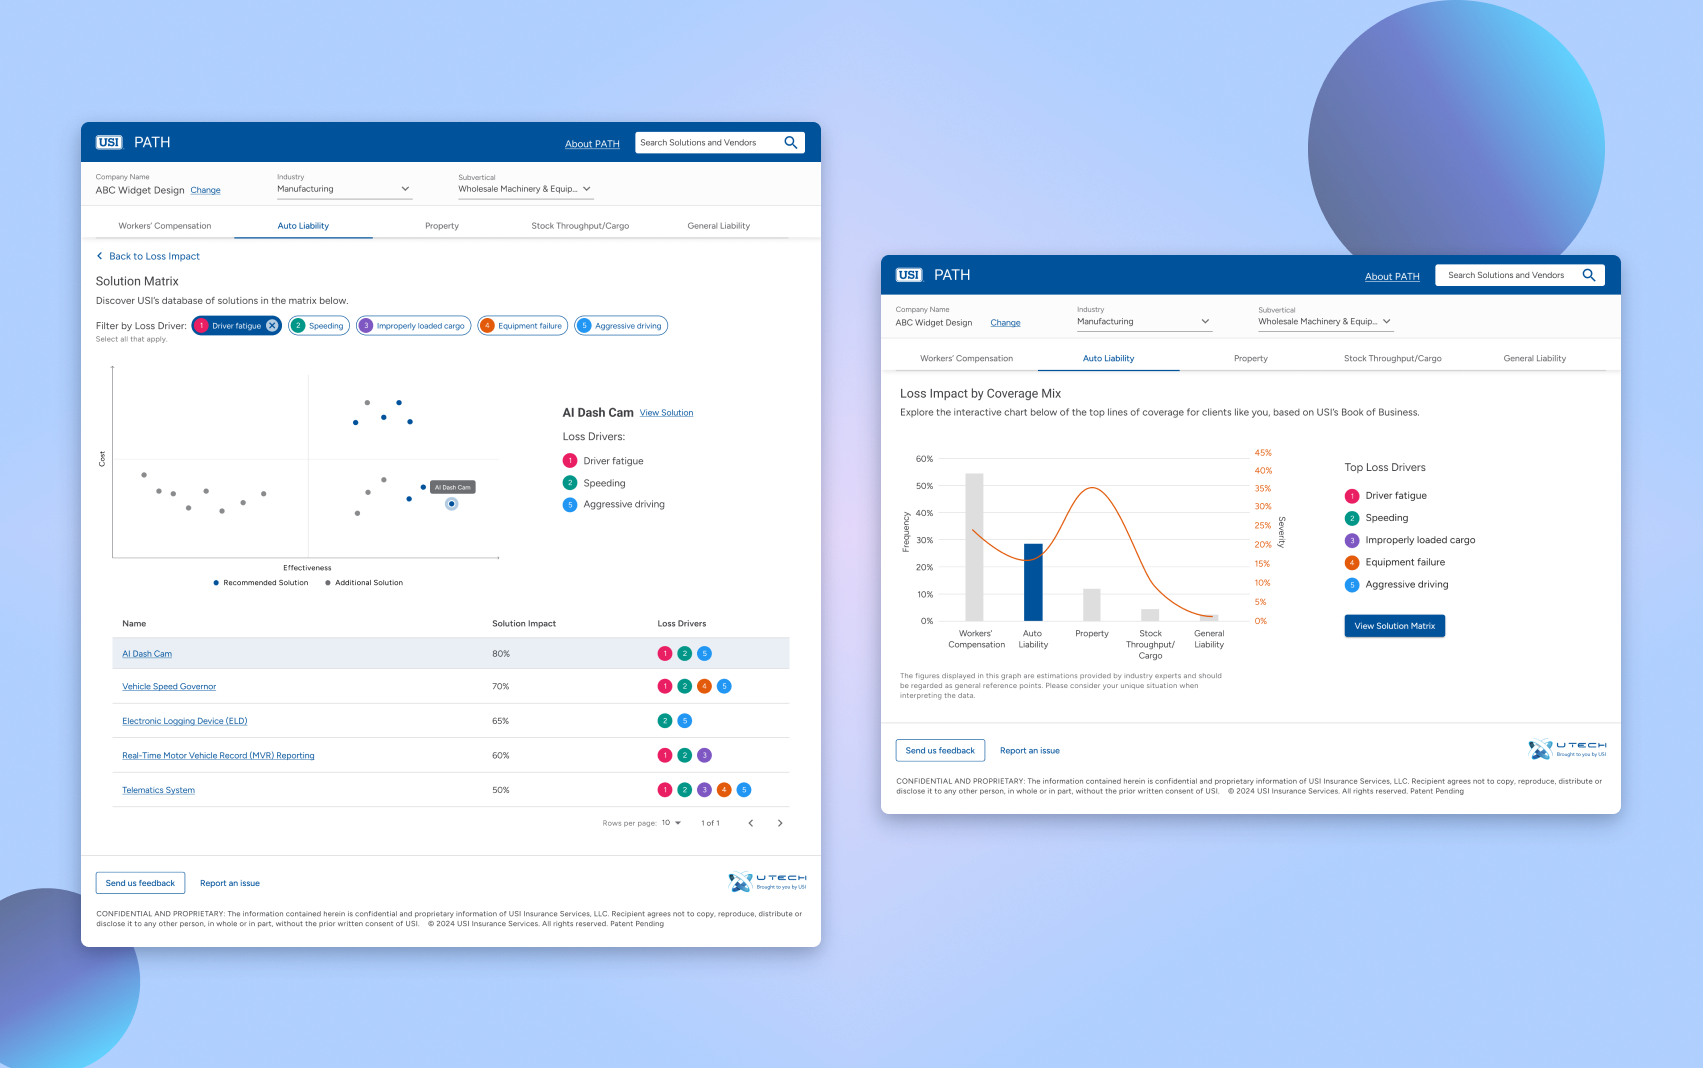 USI PATH
About PATH
Search Solutions and Vendors
Company Name
ABC Widget Design Change
Industry
Manufacturing
Subvertical
Wholesale Machinery & Equip...
Workers' Compensation
Auto Liability
Property
Stock Throughput/Cargo
General Liability
Back to Loss Impact
Solution Matrix
Discover USI's database of solutions in the matrix below.
Filter by Loss Driver:
1 Driver fatigue
2 Speeding
3 Improperly loaded cargo
4 Equipment failure
5 Aggressive driving
Select all that apply.
Cost
AI Dash Cam
Effectiveness
Recommended Solution
Additional Solution
AI Dash Cam View Solution
Loss Drivers:
1 Driver fatigue
2 Speeding
5 Aggressive driving
Name Solution Impact Loss Drivers
AI Dash Cam 80% 1 2 5
Vehicle Speed Governor 70% 1 2 4 5
Electronic Logging Device (ELD) 65% 2 5
Real-Time Motor Vehicle Record (MVR) Reporting 60% 1 2 3
Telematics System 50% 1 2 3 4 5
Rows per page: 10 1 of 1
Send us feedback
Report an issue
UTECH
Brought to you by USI
CONFIDENTIAL AND PROPRIETARY: The information contained herein is confidential and proprietary information of USI Insurance Services, LLC. Recipient agrees not to copy, reproduce, distribute or
disclose it to any other person, in whole or in part, without the prior written consent of USI. © 2024 USI Insurance Services. All rights reserved. Patent Pending
USI PATH
About PATH
Search Solutions and Vendors
Company Name
ABC Widget Design Change
Industry
Manufacturing
Subvertical
Wholesale Machinery & Equip...
Workers' Compensation
Auto Liability
Property
Stock Throughput/Cargo
General Liability
Loss Impact by Coverage Mix
Explore the interactive chart below of the top lines of coverage for clients like you, based on USI's Book of Business.
Frequency
60%
50%
40%
30%
20%
10%
0%
45%
40%
35%
30%
25%
20%
15%
10%
5%
0%
Severity
Workers'
Compensation
Auto
Liability
Property
Stock
Throughput/
Cargo
General
Liability
The figures displayed in this graph are estimations provided by industry experts and should
be regarded as general reference points. Please consider your unique situation when
interpreting the data.
Top Loss Drivers
1 Driver fatigue
2 Speeding
3 Improperly loaded cargo
4 Equipment failure
5 Aggressive driving
View Solution Matrix
Send us feedback
Report an issue
UTECH
Brought to you by USI
CONFIDENTIAL AND PROPRIETARY: The information contained herein is confidential and proprietary information of USI Insurance Services, LLC. Recipient agrees not to copy, reproduce, distribute or
disclose it to any other person, in whole or in part, without the prior written consent of USI. © 2024 USI Insurance Services. All rights reserved. Patent Pending